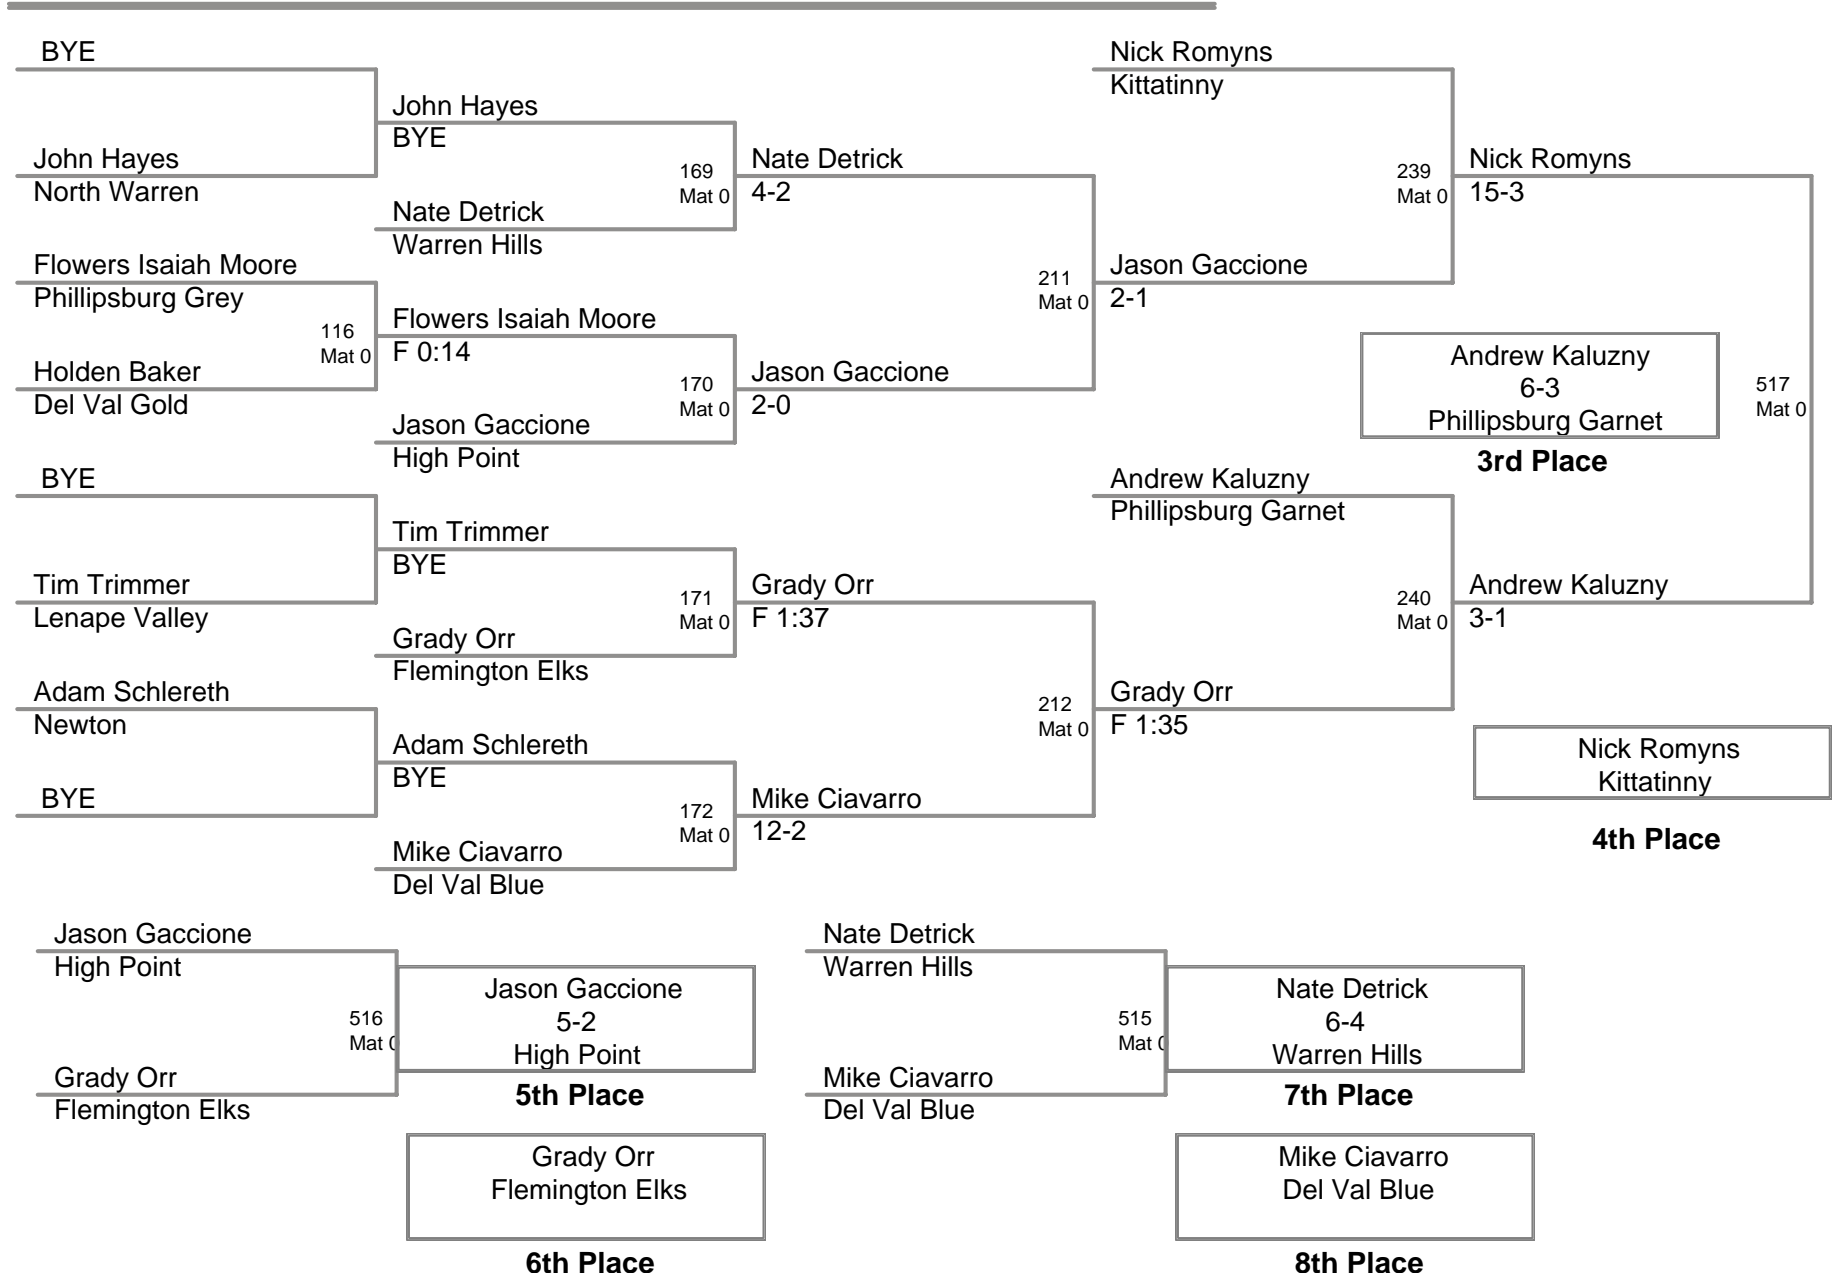 BYE
John Hayes
North Warren
Flowers Isaiah Moore
Phillipsburg Grey
Holden Baker
Del Val Gold
BYE
Tim Trimmer
Lenape Valley
Adam Schlereth
Newton
BYE
116
Mat 0
John Hayes
BYE
Nate Detrick
Warren Hills
Flowers Isaiah Moore
F 0:14
Jason Gaccione
High Point
Tim Trimmer
BYE
Grady Orr
Flemington Elks
Adam Schlereth
BYE
Mike Ciavarro
Del Val Blue
169
Mat 0
170
Mat 0
171
Mat 0
172
Mat 0
Nate Detrick
4-2
Jason Gaccione
2-0
Grady Orr
F 1:37
Mike Ciavarro
12-2
211
Mat 0
212
Mat 0
Nick Romyns
Kittatinny
Jason Gaccione
2-1
Andrew Kaluzny
Phillipsburg Garnet
Grady Orr
F 1:35
239
Mat 0
240
Mat 0
Nick Romyns
15-3
Andrew Kaluzny
3-1
517
Mat 0
Andrew Kaluzny
6-3
Phillipsburg Garnet
3rd Place
Nick Romyns
Kittatinny
4th Place
Jason Gaccione
High Point
Grady Orr
Flemington Elks
516
Mat 0
Jason Gaccione
5-2
High Point
5th Place
Grady Orr
Flemington Elks
6th Place
Nate Detrick
Warren Hills
Mike Ciavarro
Del Val Blue
515
Mat 0
Nate Detrick
6-4
Warren Hills
7th Place
Mike Ciavarro
Del Val Blue
8th Place